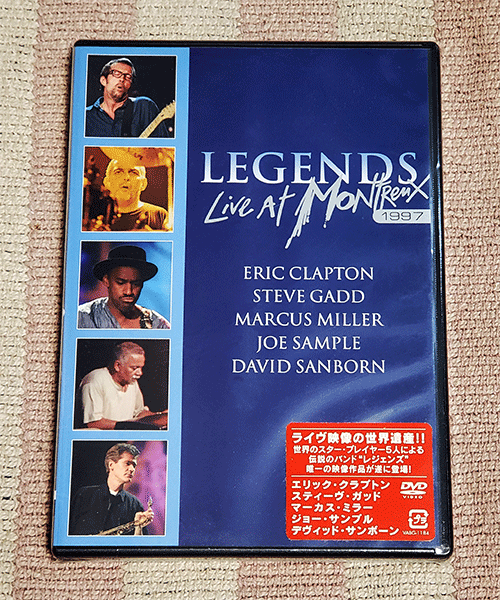 LEGENDS
Live At MONTreuX
1997
ERIC CLAPTON
STEVE GADD
MARCUS MILLER
JOE SAMPLE
DAVID SANBORN
ライヴ映像の世界遺産!!
世界のスター・プレイヤー5人による
伝説のバンド"レジェンズ"
唯一の映像作品が遂に登場!
エリック・クラプトン
スティーヴ・ガッド
マーカス・ミラー
ジョー・サンプル
デヴィッド・サンボーン
DVD
VIDEO
VABG-1184